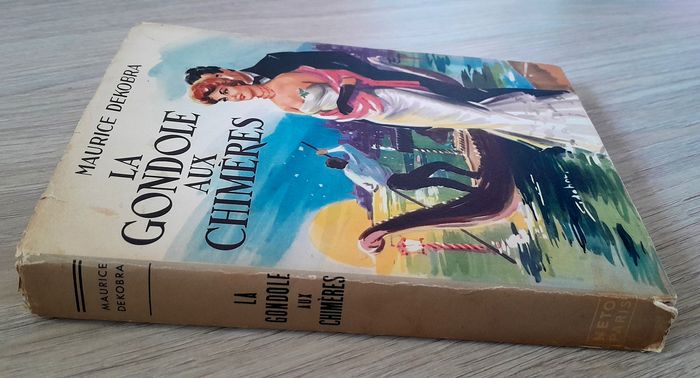 MAURICE DEKOBRA
LA
GONDOLE
AUX
CHIMÈRES
MAURICE
DEKOBRA
LA
GONDOLE
AUX
CHIMÈRES
PARIS